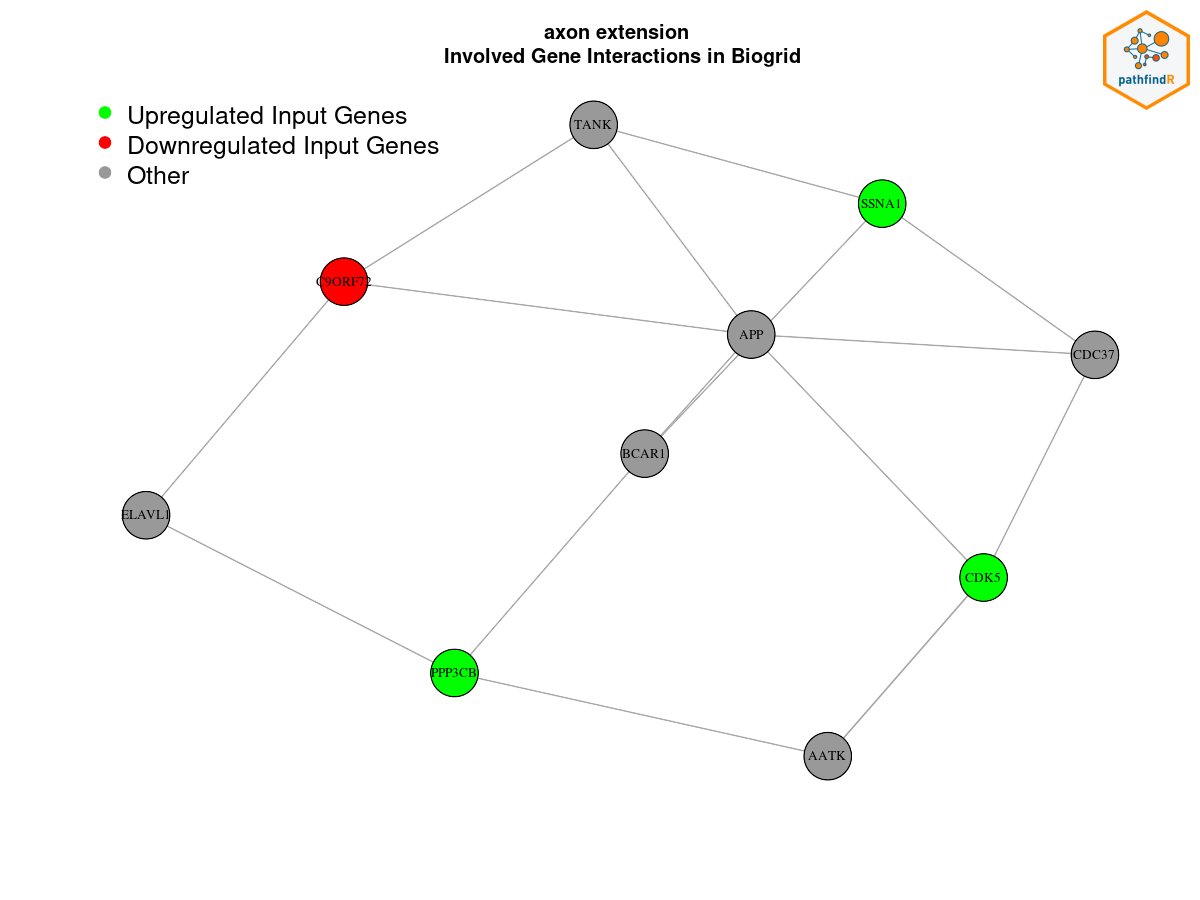 axon extension
Involved Gene Interactions in Biogrid
pathfindR
Upregulated Input Genes
Downregulated Input Genes
Other
TANK
SSNA1
C9ORF72
APP
CDC37
BCAR1
ELAVL1
CDK5
PPP3CB
AATK